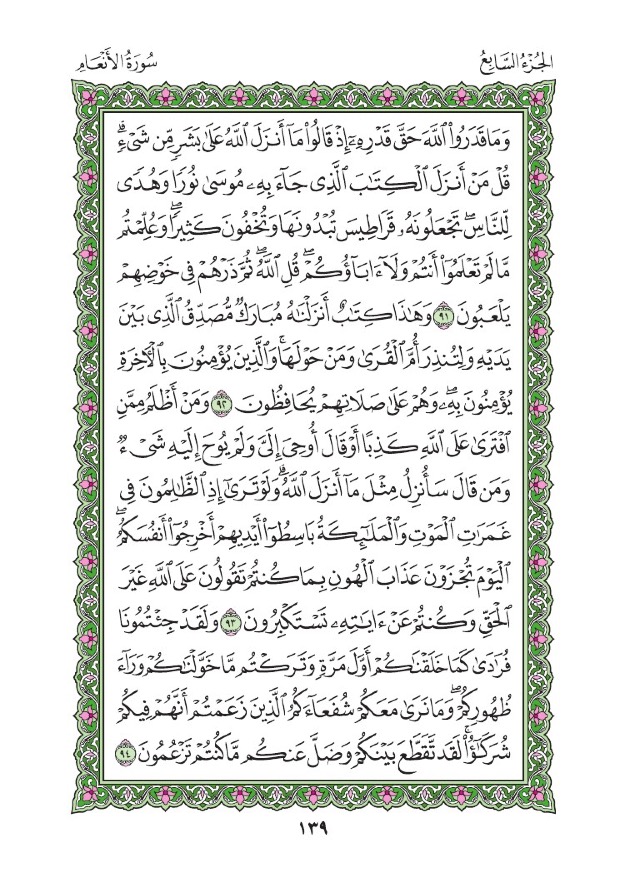 الجُزْءُ السَّابِعُ
سُورَةُ الأَنْعَامِ
وَمَا قَدَرُواْ ٱللَّهَ حَقَّ قَدْرِهِۦٓ إِذْ قَالُواْ مَآ أَنزَلَ ٱللَّهُ عَلَىٰ بَشَرٖ مِّن شَيۡءٖۗ
قُلۡ مَنۡ أَنزَلَ ٱلۡكِتَٰبَ ٱلَّذِي جَآءَ بِهِۦ مُوسَىٰ نُورٗا وَهُدٗى
لِّلنَّاسِۖ تَجۡعَلُونَهُۥ قَرَاطِيسَ تُبۡدُونَهَا وَتُخۡفُونَ كَثِيرٗاۖ وَعُلِّمۡتُم
مَّا لَمۡ تَعۡلَمُوٓاْ أَنتُمۡ وَلَآ ءَابَآؤُكُمۡۖ قُلِ ٱللَّهُۖ ثُمَّ ذَرۡهُمۡ فِي خَوۡضِهِمۡ
يَلۡعَبُونَ ٩١ وَهَٰذَا كِتَٰبٌ أَنزَلۡنَٰهُ مُبَارَكٞ مُّصَدِّقُ ٱلَّذِي بَيۡنَ
يَدَيۡهِ وَلِتُنذِرَ أُمَّ ٱلۡقُرَىٰ وَمَنۡ حَوۡلَهَاۚ وَٱلَّذِينَ يُؤۡمِنُونَ بِٱلۡأٓخِرَةِ
يُؤۡمِنُونَ بِهِۦۖ وَهُمۡ عَلَىٰ صَلَاتِهِمۡ يُحَافِظُونَ ٩٢ وَمَنۡ أَظۡلَمُ مِمَّنِ
ٱفۡتَرَىٰ عَلَى ٱللَّهِ كَذِبًا أَوۡ قَالَ أُوحِيَ إِلَيَّ وَلَمۡ يُوحَ إِلَيۡهِ شَيۡءٞ
وَمَن قَالَ سَأُنزِلُ مِثۡلَ مَآ أَنزَلَ ٱللَّهُۗ وَلَوۡ تَرَىٰٓ إِذِ ٱلظَّٰلِمُونَ فِي
غَمَرَٰتِ ٱلۡمَوۡتِ وَٱلۡمَلَٰٓئِكَةُ بَاسِطُوٓاْ أَيۡدِيهِمۡ أَخۡرِجُوٓاْ أَنفُسَكُمُۖ
ٱلۡيَوۡمَ تُجۡزَوۡنَ عَذَابَ ٱلۡهُونِ بِمَا كُنتُمۡ تَقُولُونَ عَلَى ٱللَّهِ غَيۡرَ
ٱلۡحَقِّ وَكُنتُمۡ عَنۡ ءَايَٰتِهِۦ تَسۡتَكۡبِرُونَ ٩٣ وَلَقَدۡ جِئۡتُمُونَا
فُرَٰدَىٰ كَمَا خَلَقۡنَٰكُمۡ أَوَّلَ مَرَّةٖ وَتَرَكۡتُم مَّا خَوَّلۡنَٰكُمۡ وَرَآءَ
ظُهُورِكُمۡۖ وَمَا نَرَىٰ مَعَكُمۡ شُفَعَآءَكُمُ ٱلَّذِينَ زَعَمۡتُمۡ أَنَّهُمۡ فِيكُمۡ
شُرَكَٰٓؤُاْۚ لَقَد تَّقَطَّعَ بَيۡنَكُمۡ وَضَلَّ عَنكُم مَّا كُنتُمۡ تَزۡعُمُونَ ٩٤
١٣٩